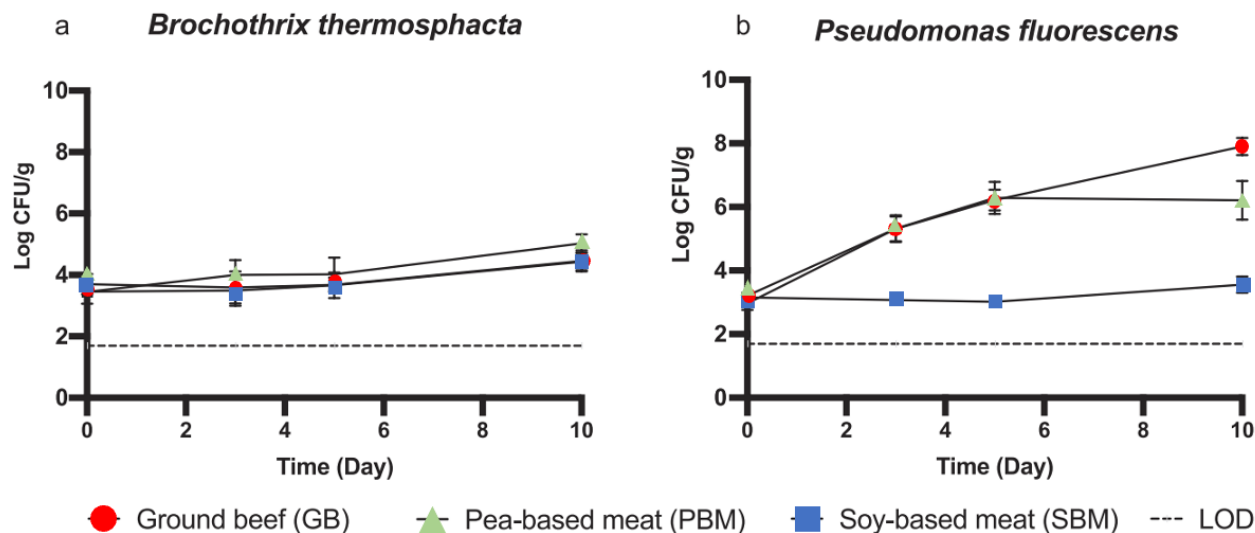 a Brochothrix thermosphacta
b Pseudomonas fluorescens
Log CFU/g
10
8
6
4
2
0
0 2 4 6 8 10
Time (Day)
Log CFU/g
10
8
6
4
2
0
0 2 4 6 8 10
Time (Day)
Ground beef (GB) Pea-based meat (PBM) Soy-based meat (SBM) LOD